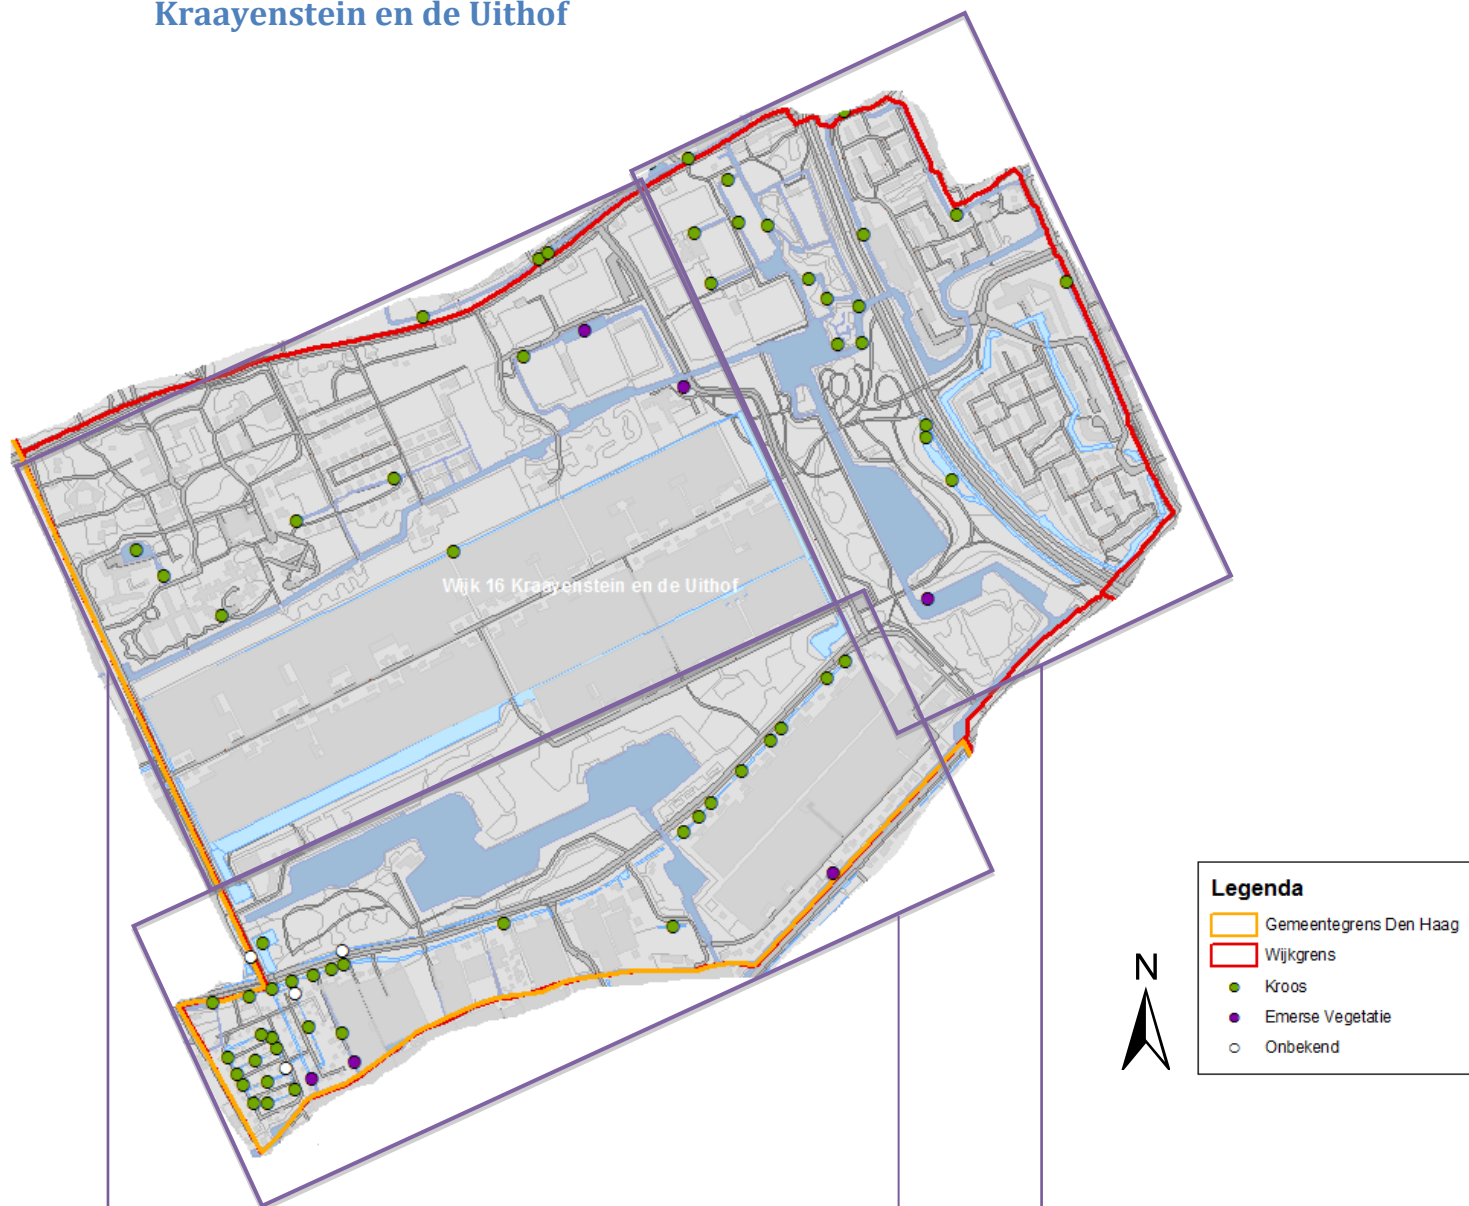 Kraayenstein en de Uithof
Wijk 16 Kraayenstein en de Uithof
N
Legenda
Gemeentegrens Den Haag
Wijkgrens
Kroos
Emerse Vegetatie
Onbekend